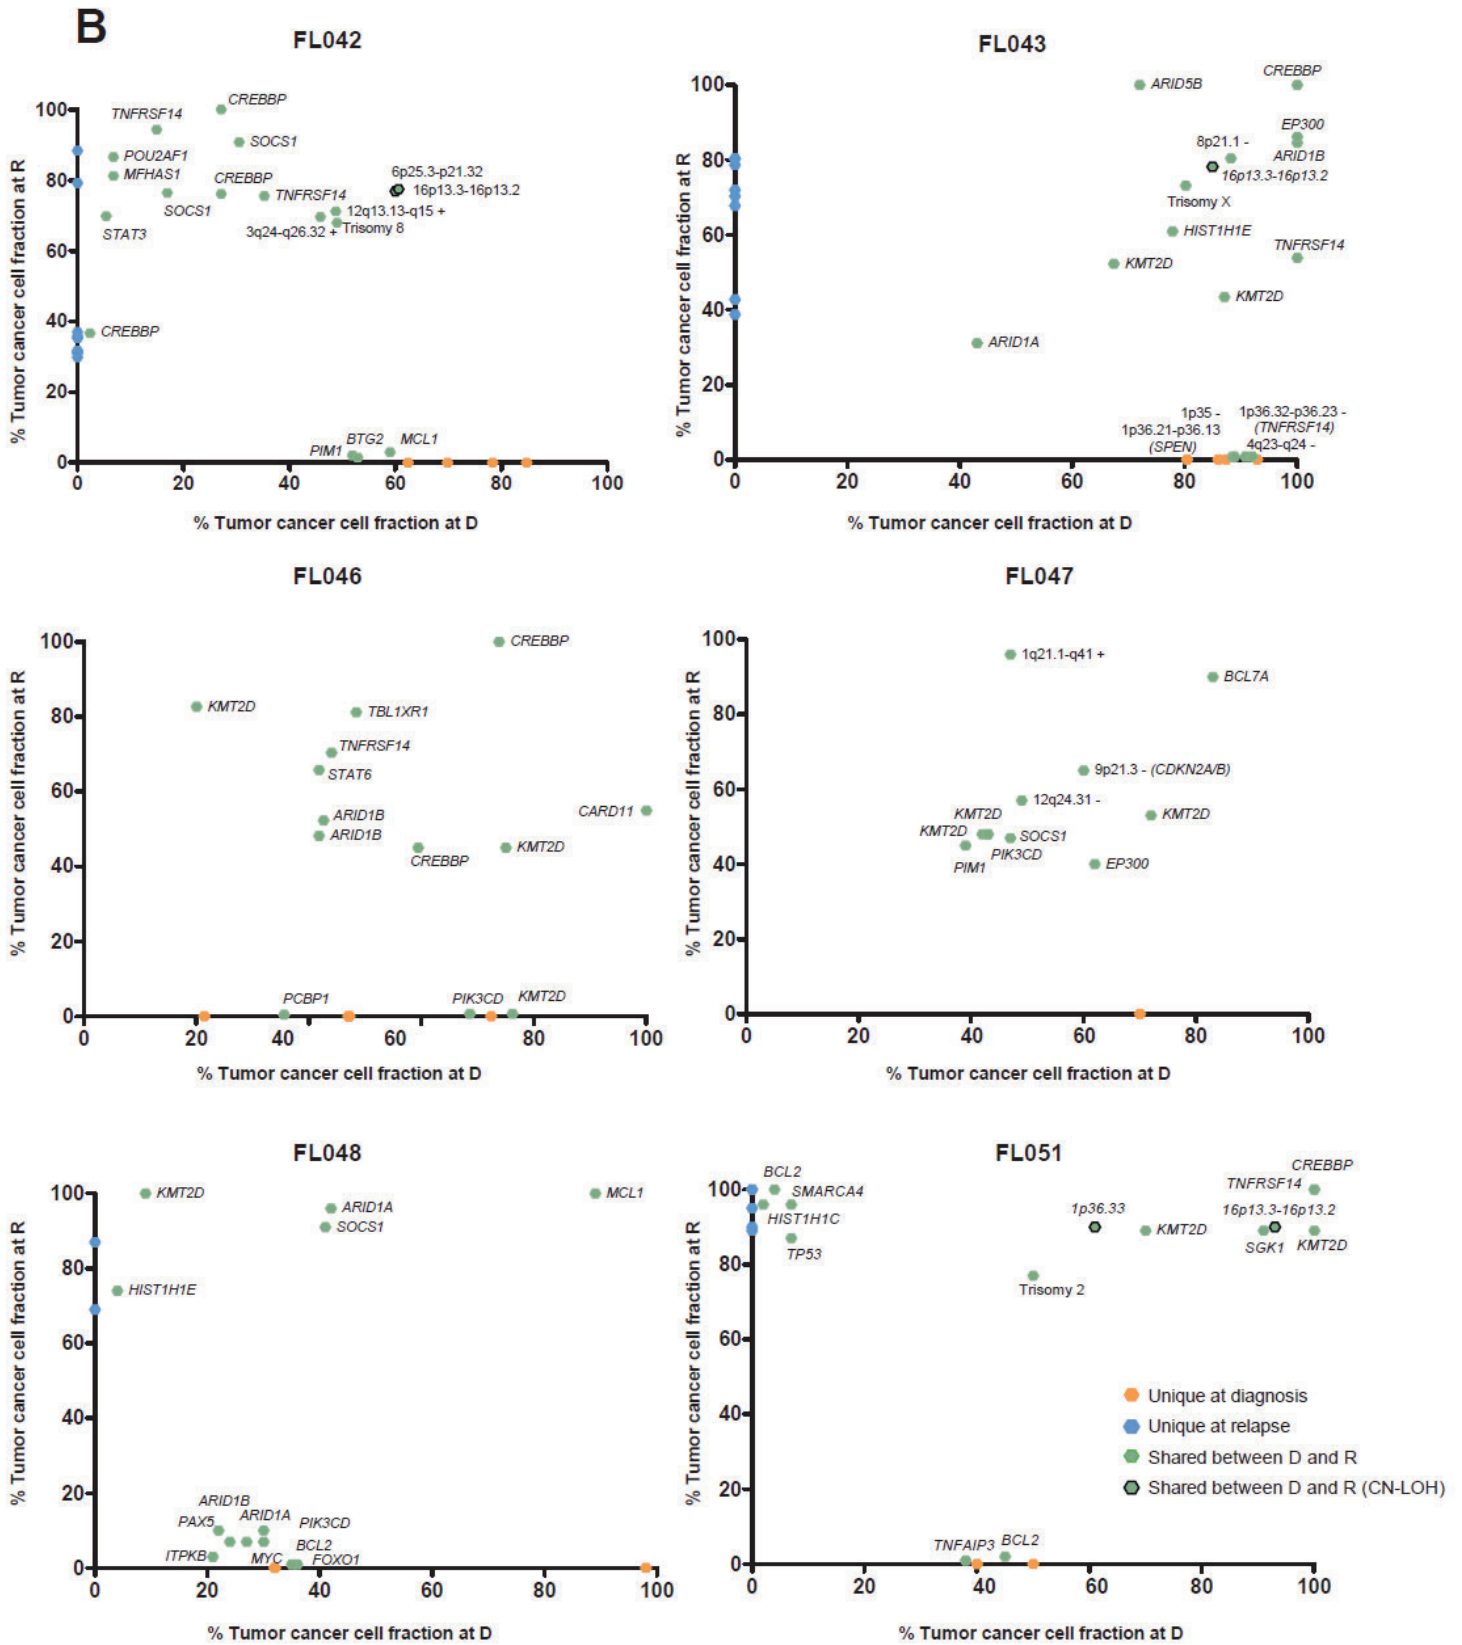 B
FL042
% Tumor cancer cell fraction at R
100
80
60
40
20
0
CREBBP
TNFRSF14
SOCS1
POU2AF1
MFHAS1
CREBBP
TNFRSF14
SOCS1
STAT3
6p25.3-p21.32
16p13.3-16p13.2
12q13.13-q15 +
3q24-q26.32 +
Trisomy 8
CREBBP
PIM1
BTG2
MCL1
0 20 40 60 80 100
% Tumor cancer cell fraction at D
FL043
% Tumor cancer cell fraction at R
100
80
60
40
20
0
CREBBP
ARID5B
EP300
8p21.1 -
ARID1B
16p13.3-16p13.2
Trisomy X
HIST1H1E
TNFRSF14
KMT2D
KMT2D
ARID1A
1p35 -
1p36.21-p36.13
(SPEN)
1p36.32-p36.23 -
(TNFRSF14)
4q23-q24 -
0 20 40 60 80 100
% Tumor cancer cell fraction at D
FL046
% Tumor cancer cell fraction at R
100
80
60
40
20
0
CREBBP
KMT2D
TBL1XR1
TNFRSF14
STAT6
ARID1B
CARD11
ARID1B
CREBBP
KMT2D
PCBP1
PIK3CD
KMT2D
0 20 40 60 80 100
% Tumor cancer cell fraction at D
FL047
% Tumor cancer cell fraction at R
100
80
60
40
20
0
1q21.1-q41 +
BCL7A
9p21.3 - (CDKN2A/B)
12q24.31 -
KMT2D
KMT2D
KMT2D
SOCS1
PIK3CD
PIM1
EP300
0 20 40 60 80 100
% Tumor cancer cell fraction at D
FL048
% Tumor cancer cell fraction at R
100
80
60
40
20
0
KMT2D
MCL1
ARID1A
SOCS1
HIST1H1E
ARID1B
PAX5
ARID1A
PIK3CD
ITPKB
MYC
BCL2
FOXO1
0 20 40 60 80 100
% Tumor cancer cell fraction at D
FL051
% Tumor cancer cell fraction at R
100
80
60
40
20
0
BCL2
SMARCA4
HIST1H1C
TP53
CREBBP
TNFRSF14
1p36.33
16p13.3-16p13.2
KMT2D
SGK1
KMT2D
Trisomy 2
Unique at diagnosis
Unique at relapse
Shared between D and R
Shared between D and R (CN-LOH)
TNFAIP3
BCL2
0 20 40 60 80 100
% Tumor cancer cell fraction at D